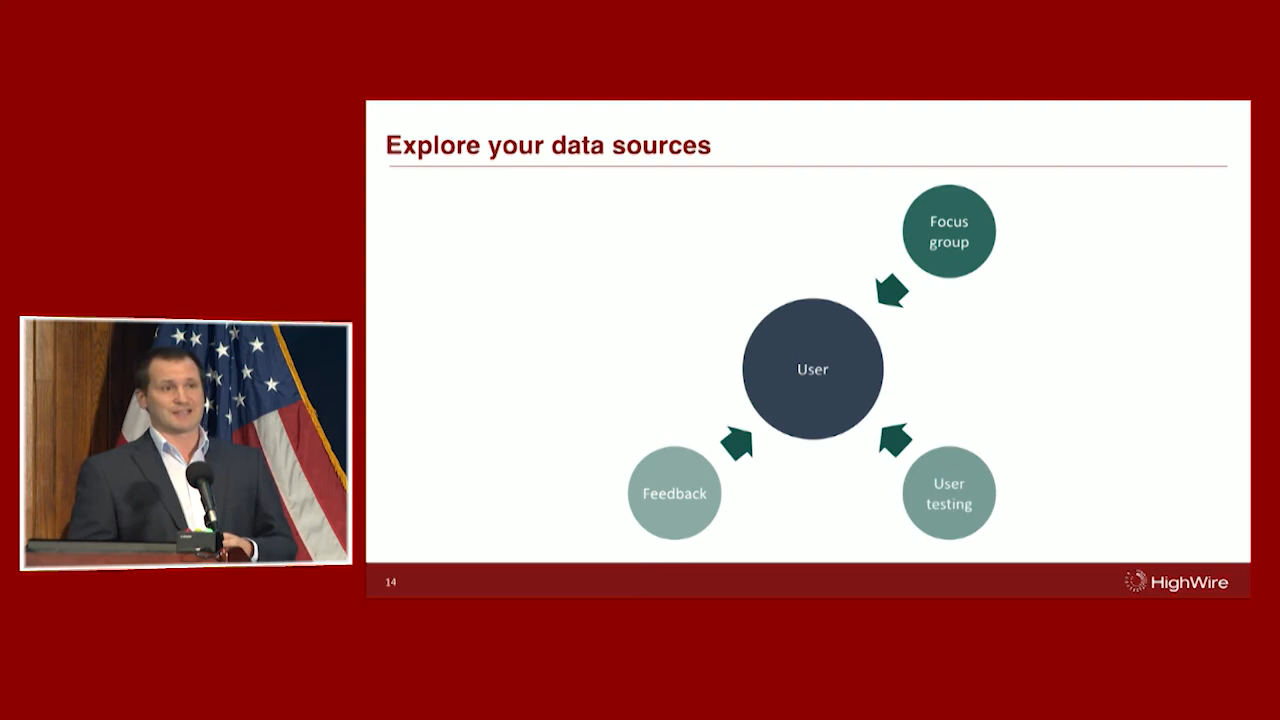 Explore your data sources
Focus
group
User
Feedback
User
testing
14
HighWire